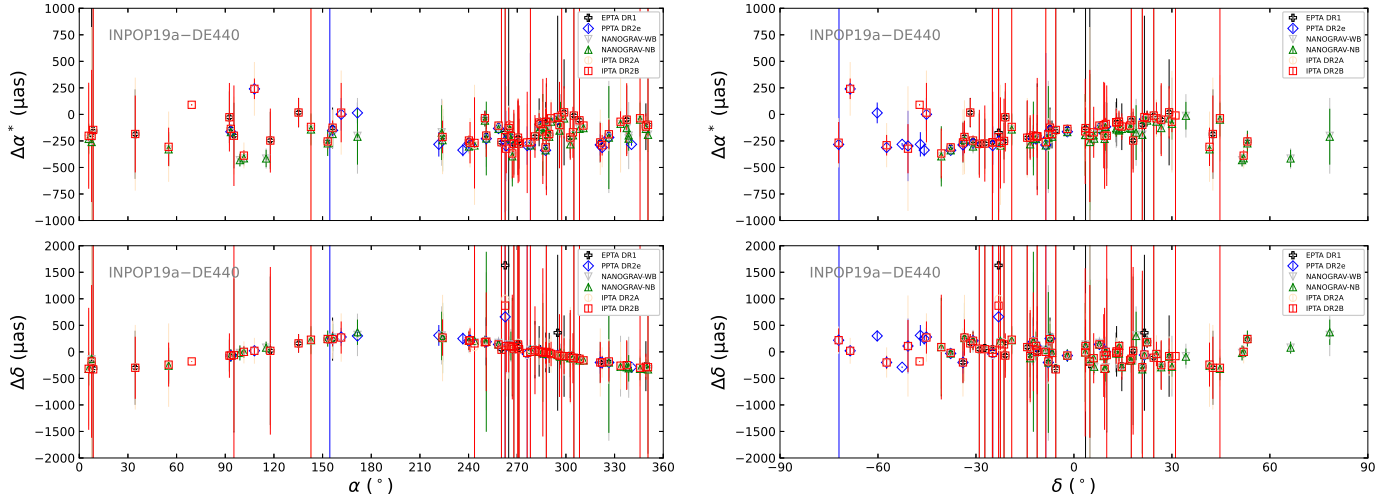 1000
750
500
250
0
−250
−500
−750
−1000
Δα* (μas)
INPOP19a−DE440
EPTA DR1
PPTA DR2e
NANOGRAV-WB
NANOGRAV-NB
IPTA DR2A
IPTA DR2B
1000
750
500
250
0
−250
−500
−750
−1000
Δα* (μas)
INPOP19a−DE440
EPTA DR1
PPTA DR2e
NANOGRAV-WB
NANOGRAV-NB
IPTA DR2A
IPTA DR2B
2000
1500
1000
500
0
−500
−1000
−1500
−2000
Δδ (μas)
INPOP19a−DE440
EPTA DR1
PPTA DR2e
NANOGRAV-WB
NANOGRAV-NB
IPTA DR2A
IPTA DR2B
0 30 60 90 120 150 180 210 240 270 300 330 360
α (°)
2000
1500
1000
500
0
−500
−1000
−1500
−2000
Δδ (μas)
INPOP19a−DE440
EPTA DR1
PPTA DR2e
NANOGRAV-WB
NANOGRAV-NB
IPTA DR2A
IPTA DR2B
−90 −60 −30 0 30 60 90
δ (°)